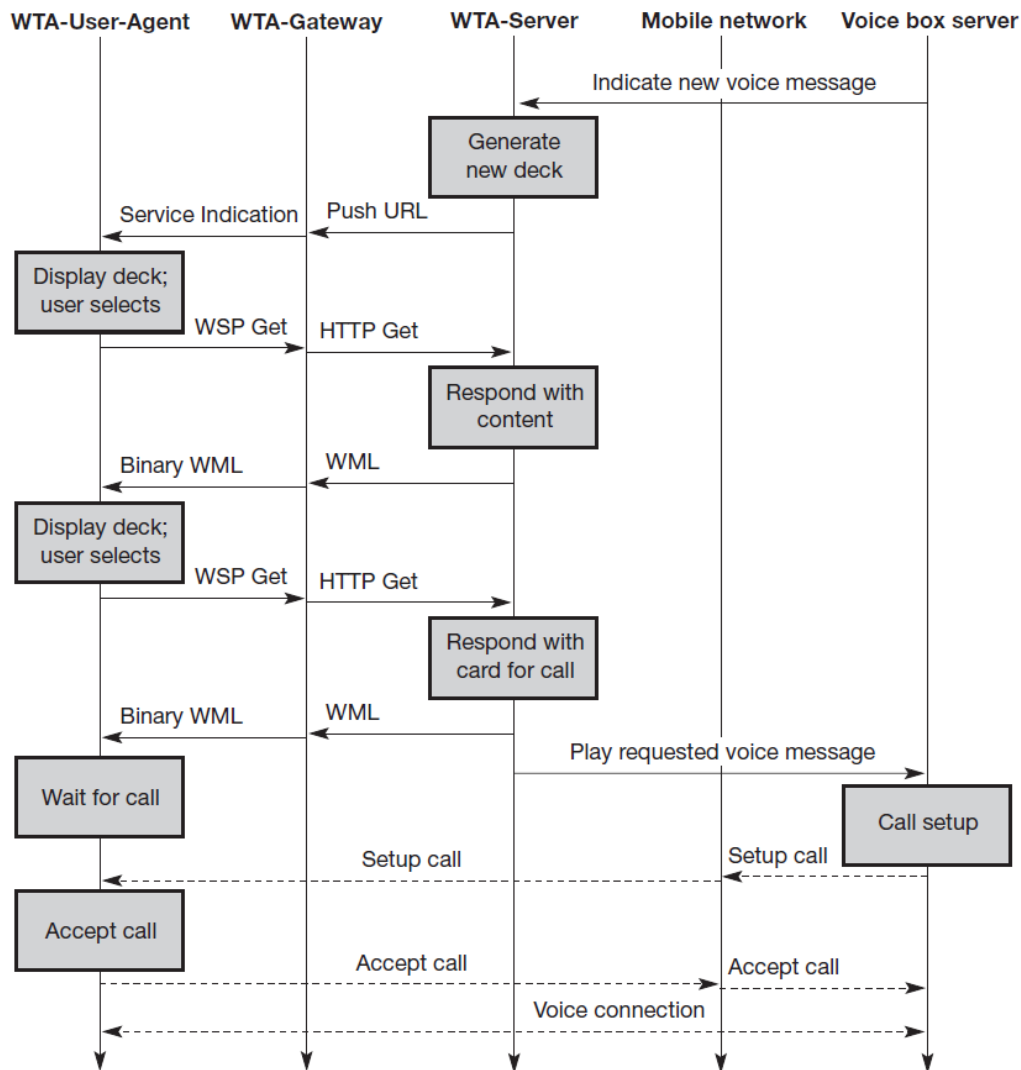 WTA-User-Agent WTA-Gateway WTA-Server Mobile network Voice box server
Indicate new voice message
Generate
new deck
Service Indication Push URL
Display deck;
user selects
WSP Get HTTP Get
Respond with
content
Binary WML WML
Display deck;
user selects
WSP Get HTTP Get
Respond with
card for call
Binary WML WML
Play requested voice message
Wait for call
Call setup
Setup call Setup call
Accept call
Accept call Accept call
Voice connection